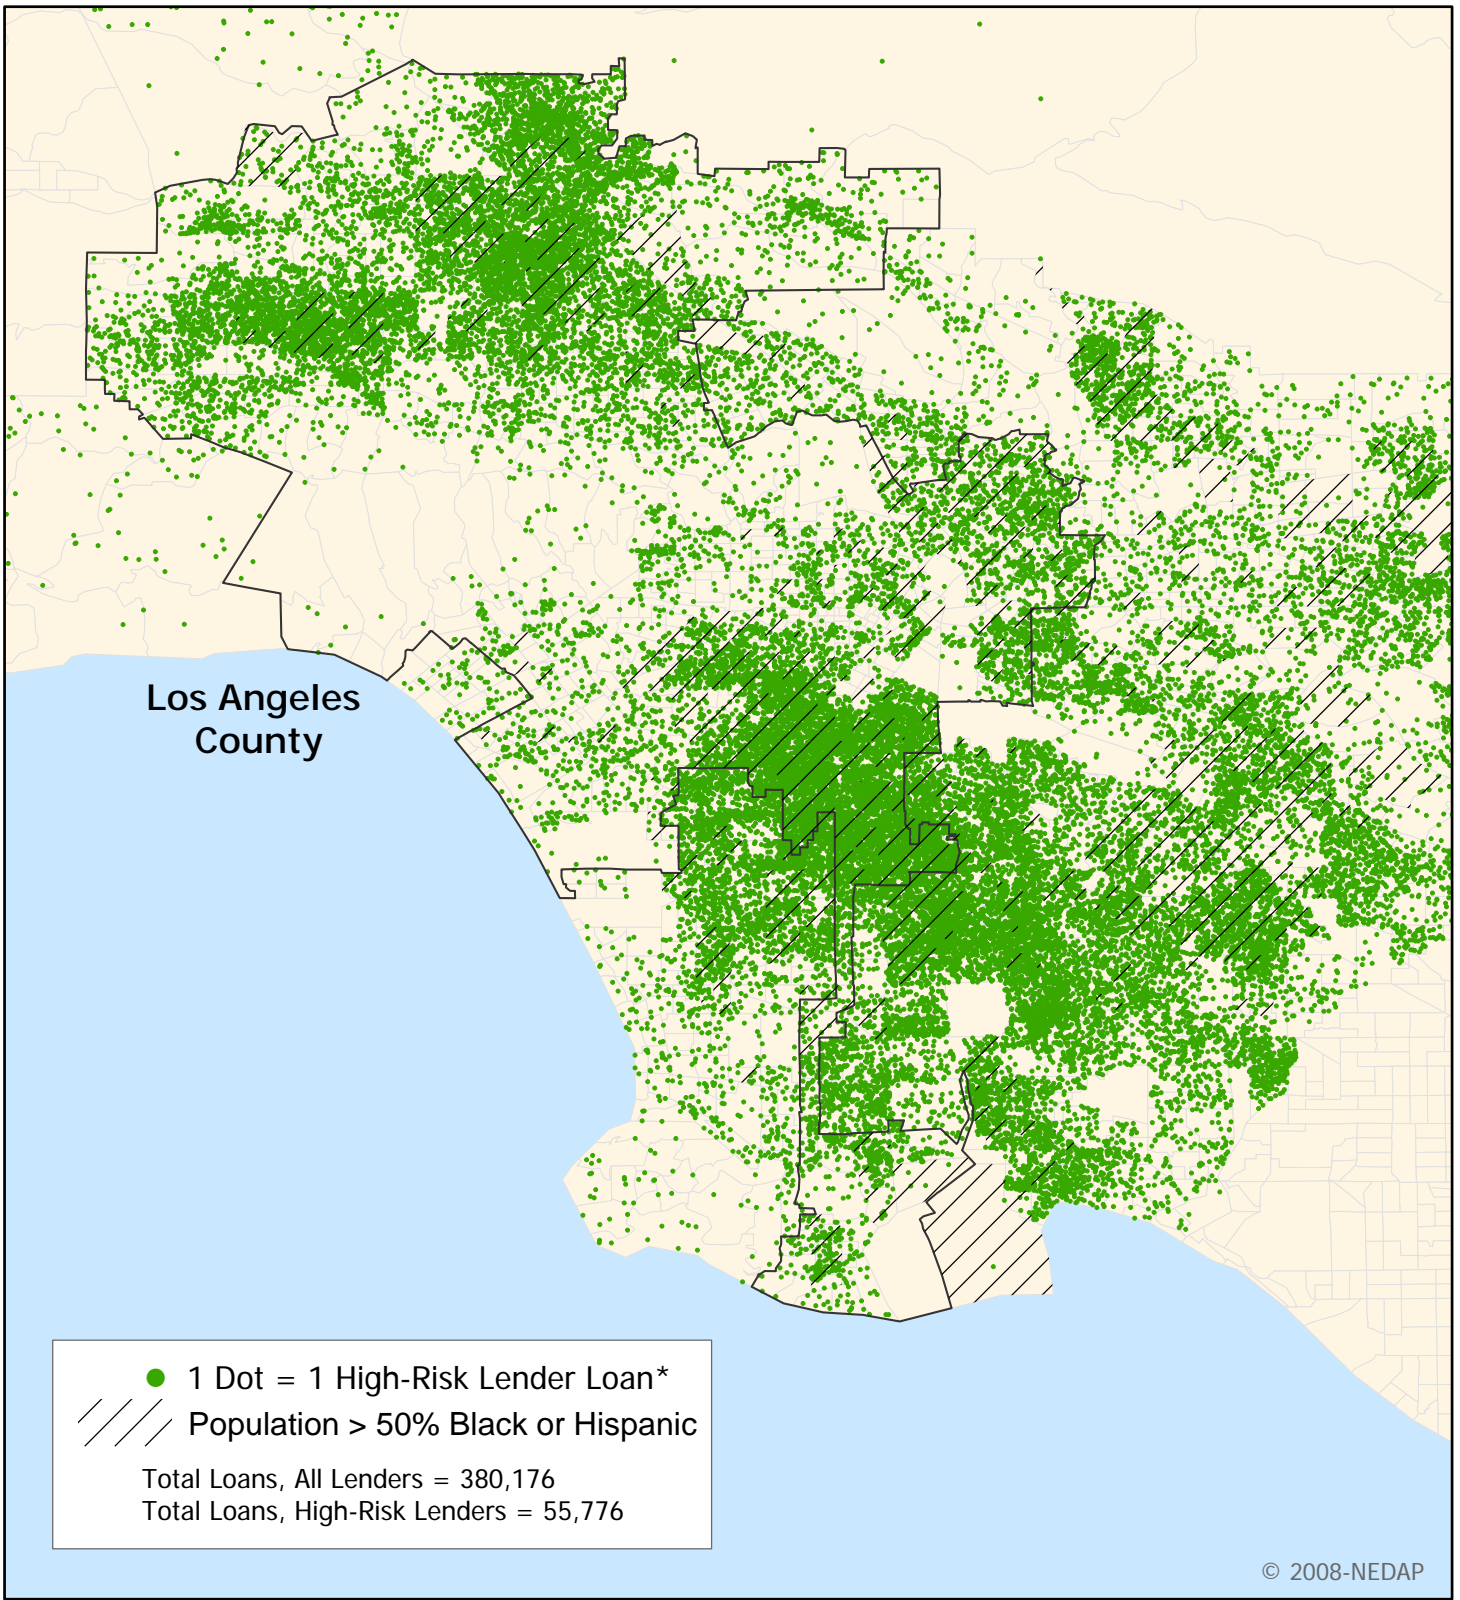 Los Angeles
County
1 Dot = 1 High-Risk Lender Loan*
Population > 50% Black or Hispanic
Total Loans, All Lenders = 380,176
Total Loans, High-Risk Lenders = 55,776
© 2008-NEDAP